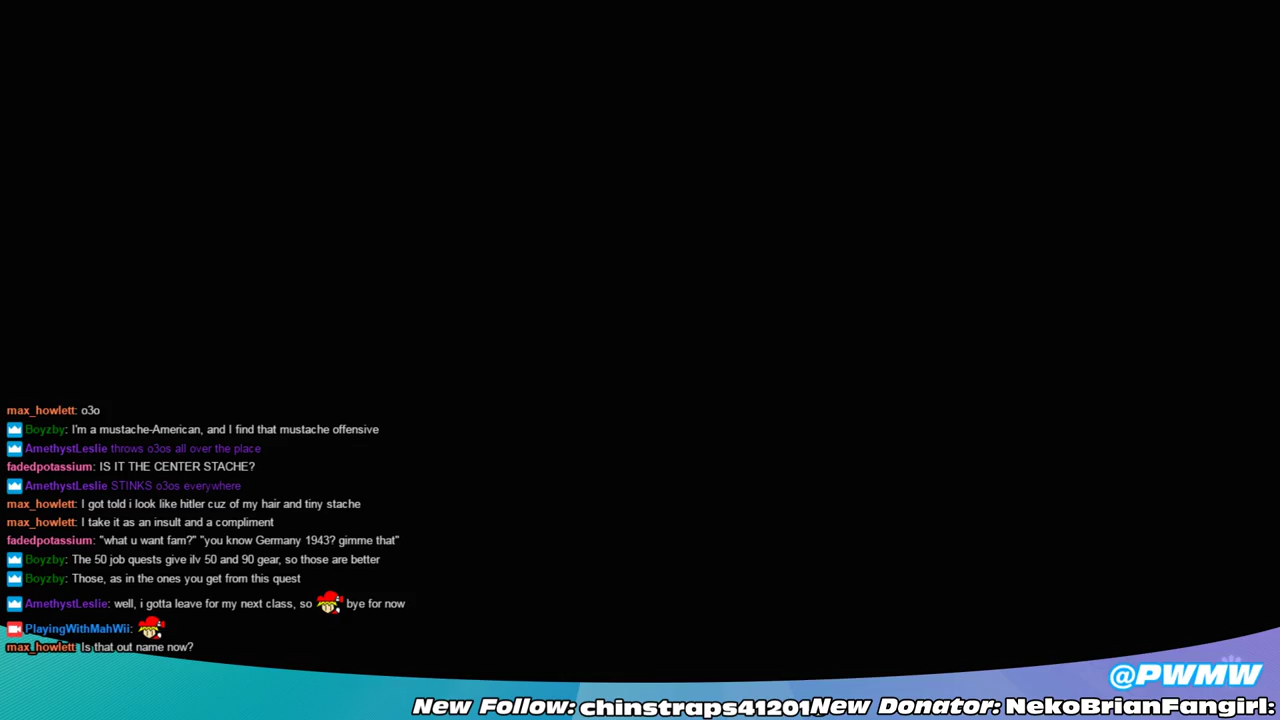 max_howlett: o3o
Boyzby: I'm a mustache-American, and I find that mustache offensive
AmethystLeslie throws o3os all over the place
fadedpotassium: IS IT THE CENTER STACHE?
AmethystLeslie STINKS o3os everywhere
max_howlett: I got told i look like hitler cuz of my hair and tiny stache
max_howlett: I take it as an insult and a compliment
fadedpotassium: "what u want fam?" "you know Germany 1943? gimme that"
Boyzby: The 50 job quests give ilv 50 and 90 gear, so those are better
Boyzby: Those, as in the ones you get from this quest
AmethystLeslie: well, i gotta leave for my next class, so bye for now
PlayingWithMahWii:
max_howlett: Is that out name now?
@PWMW
New Follow: chinstraps41201 New Donator: NekoBrianFangirl: